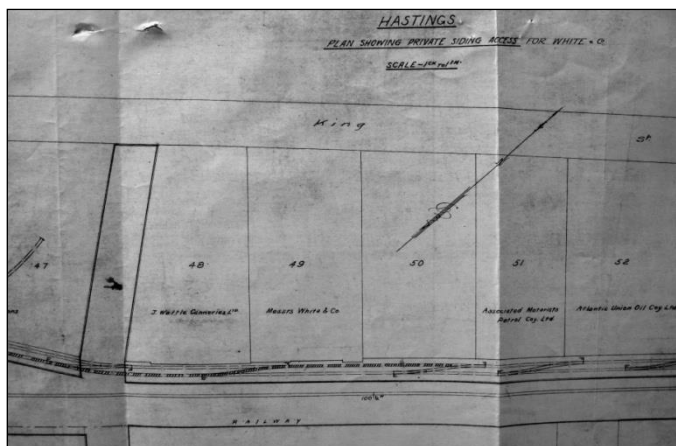 HASTINGS.
PLAN SHOWING PRIVATE SIDING ACCESS FOR WHITE & Co.
SCALE
King St.
47
48
49
50
51
52
J Wattie Canneries Ltd
Messrs White & Co
Associated Motorists
Petrol Coy. Ltd.
Atlantic Union Oil Coy Ltd
RAILWAY